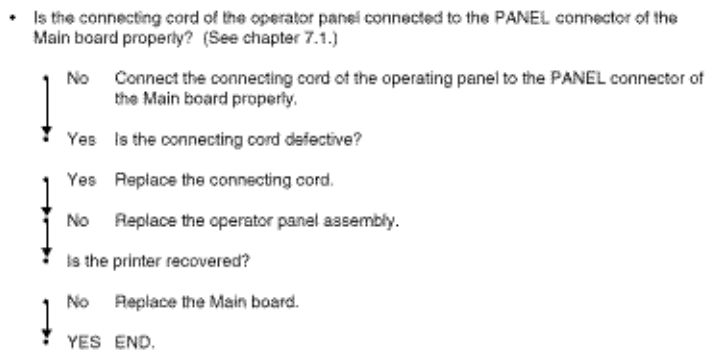 • Is the connecting cord of the operator panel connected to the PANEL connector of the
Main board properly? (See chapter 7.1.)
No Connect the connecting cord of the operating panel to the PANEL connector of
the Main board properly.
Yes Is the connecting cord defective?
Yes Replace the connecting cord.
No Replace the operator panel assembly.
Is the printer recovered?
No Replace the Main board.
YES END.